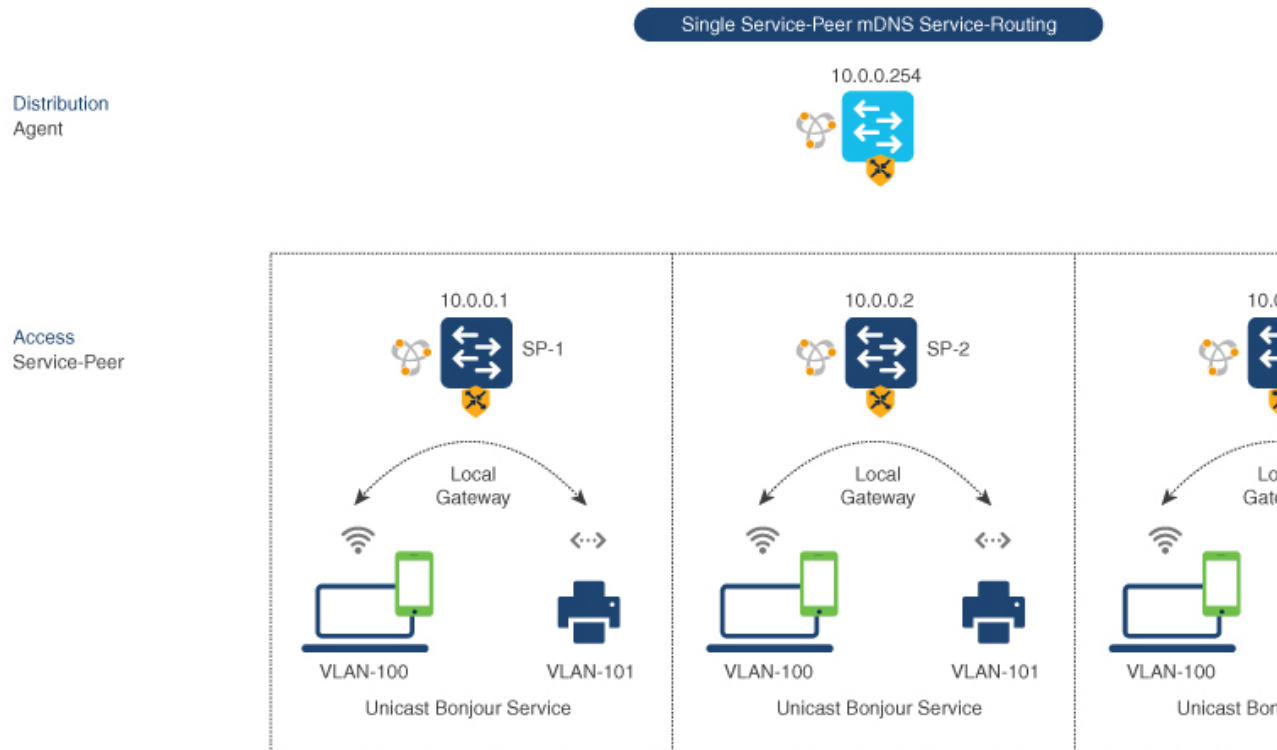 Single Service-Peer mDNS Service-Routing
10.0.0.254
Distribution
Agent
10.0.0.1
10.0.0.2
Access
Service-Peer
SP-1
SP-2
Local
Gateway
Local
Gateway
VLAN-100
VLAN-101
VLAN-100
VLAN-101
VLAN-100
Unicast Bonjour Service
Unicast Bonjour Service
Unicast